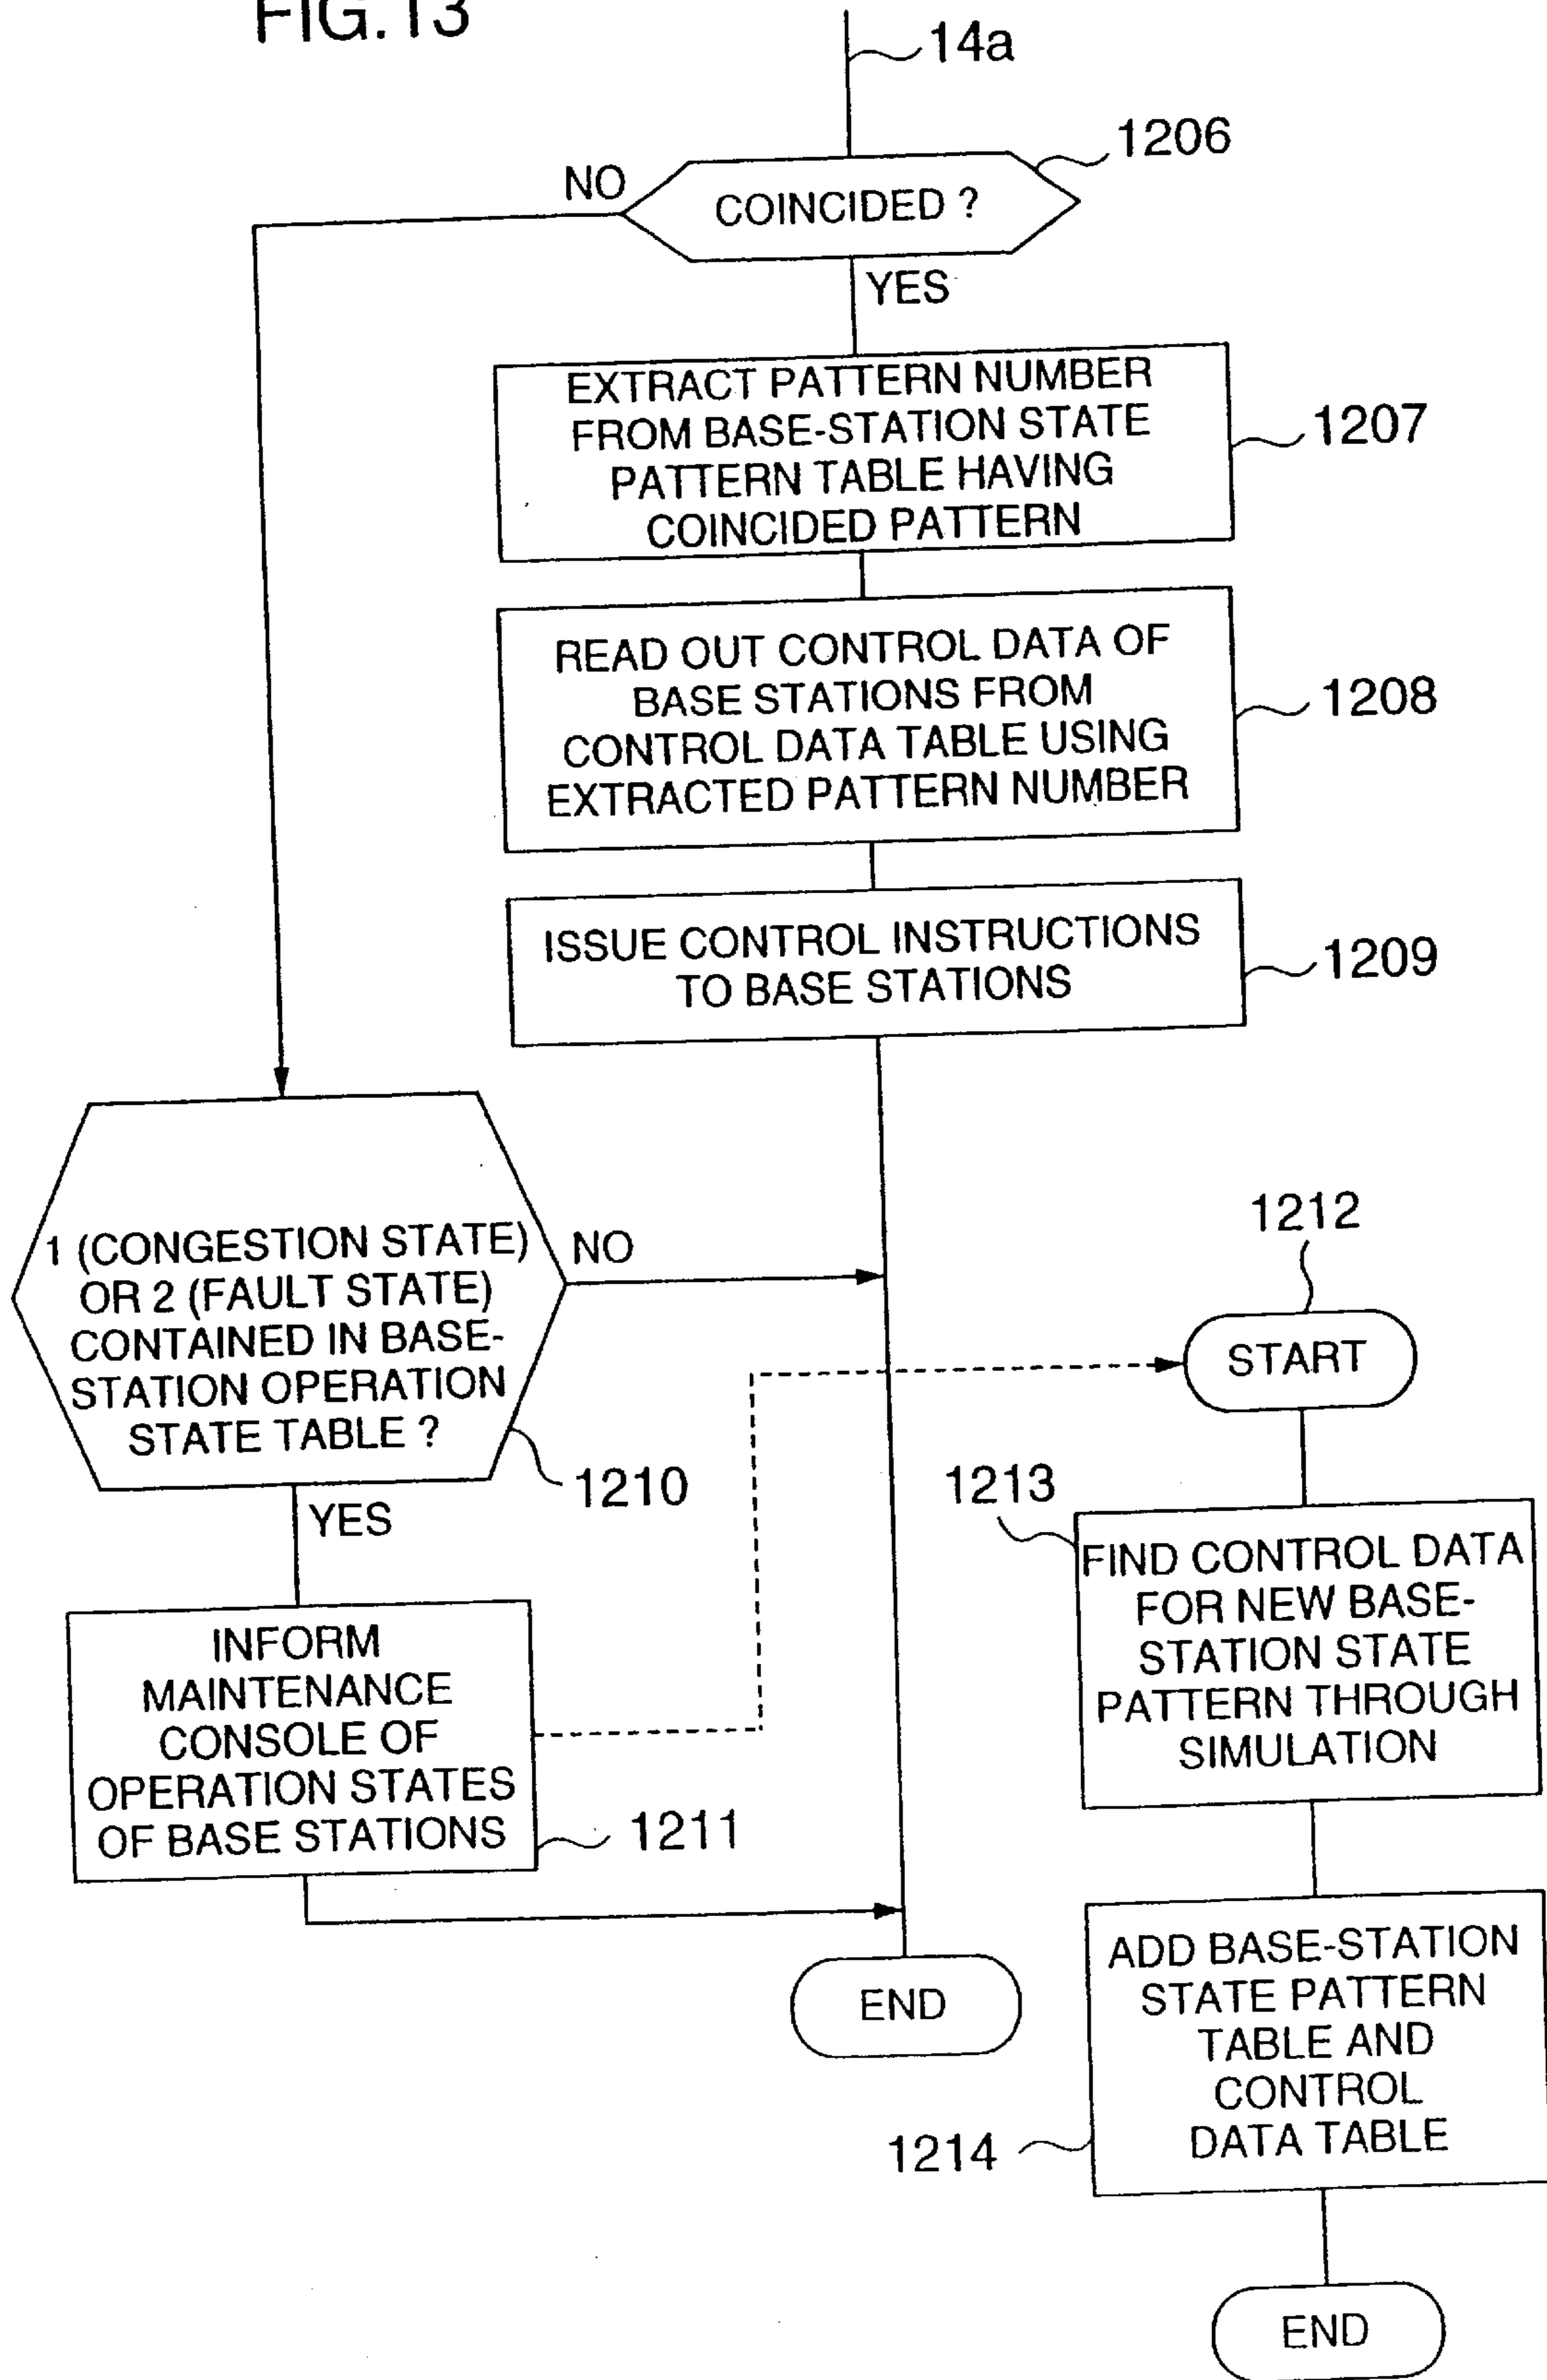 FIG.13
14a
1206
NO
COINCIDED ?
YES
EXTRACT PATTERN NUMBER
FROM BASE-STATION STATE
PATTERN TABLE HAVING
COINCIDED PATTERN
1207
READ OUT CONTROL DATA OF
BASE STATIONS FROM
CONTROL DATA TABLE USING
EXTRACTED PATTERN NUMBER
1208
ISSUE CONTROL INSTRUCTIONS
TO BASE STATIONS
1209
1 (CONGESTION STATE)
OR 2 (FAULT STATE)
CONTAINED IN BASE-
STATION OPERATION
STATE TABLE ?
NO
1210
YES
INFORM
MAINTENANCE
CONSOLE OF
OPERATION STATES
OF BASE STATIONS
1211
END
1212
START
1213
FIND CONTROL DATA
FOR NEW BASE-
STATION STATE
PATTERN THROUGH
SIMULATION
ADD BASE-STATION
STATE PATTERN
TABLE AND
CONTROL
DATA TABLE
1214
END